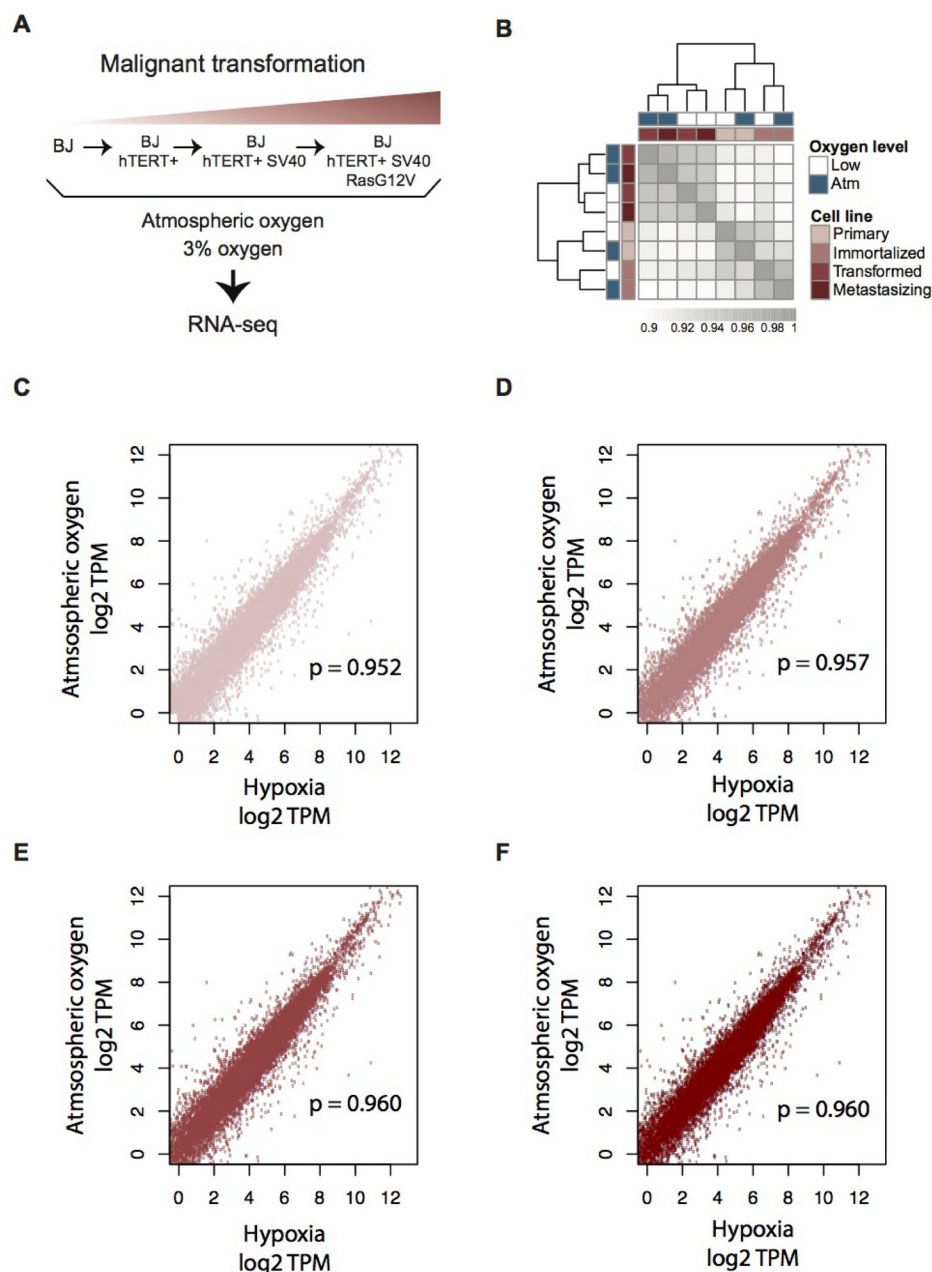 A
Malignant transformation
BJ
BJ
hTERT+
BJ
hTERT+ SV40
BJ
hTERT+ SV40
RasG12V
Atmospheric oxygen
3% oxygen
RNA-seq
B
Oxygen level
Low
Atm
Cell line
Primary
Immortalized
Transformed
Metastasizing
0.9 0.92 0.94 0.96 0.98 1
C
Atmsospheric oxygen
log2 TPM
12
10
8
6
4
2
0
p = 0.952
0 2 4 6 8 10 12
Hypoxia
log2 TPM
D
Atmsospheric oxygen
log2 TPM
12
10
8
6
4
2
0
p = 0.957
0 2 4 6 8 10 12
Hypoxia
log2 TPM
E
Atmsospheric oxygen
log2 TPM
12
10
8
6
4
2
0
p = 0.960
0 2 4 6 8 10 12
Hypoxia
log2 TPM
F
Atmsospheric oxygen
log2 TPM
12
10
8
6
4
2
0
p = 0.960
0 2 4 6 8 10 12
Hypoxia
log2 TPM